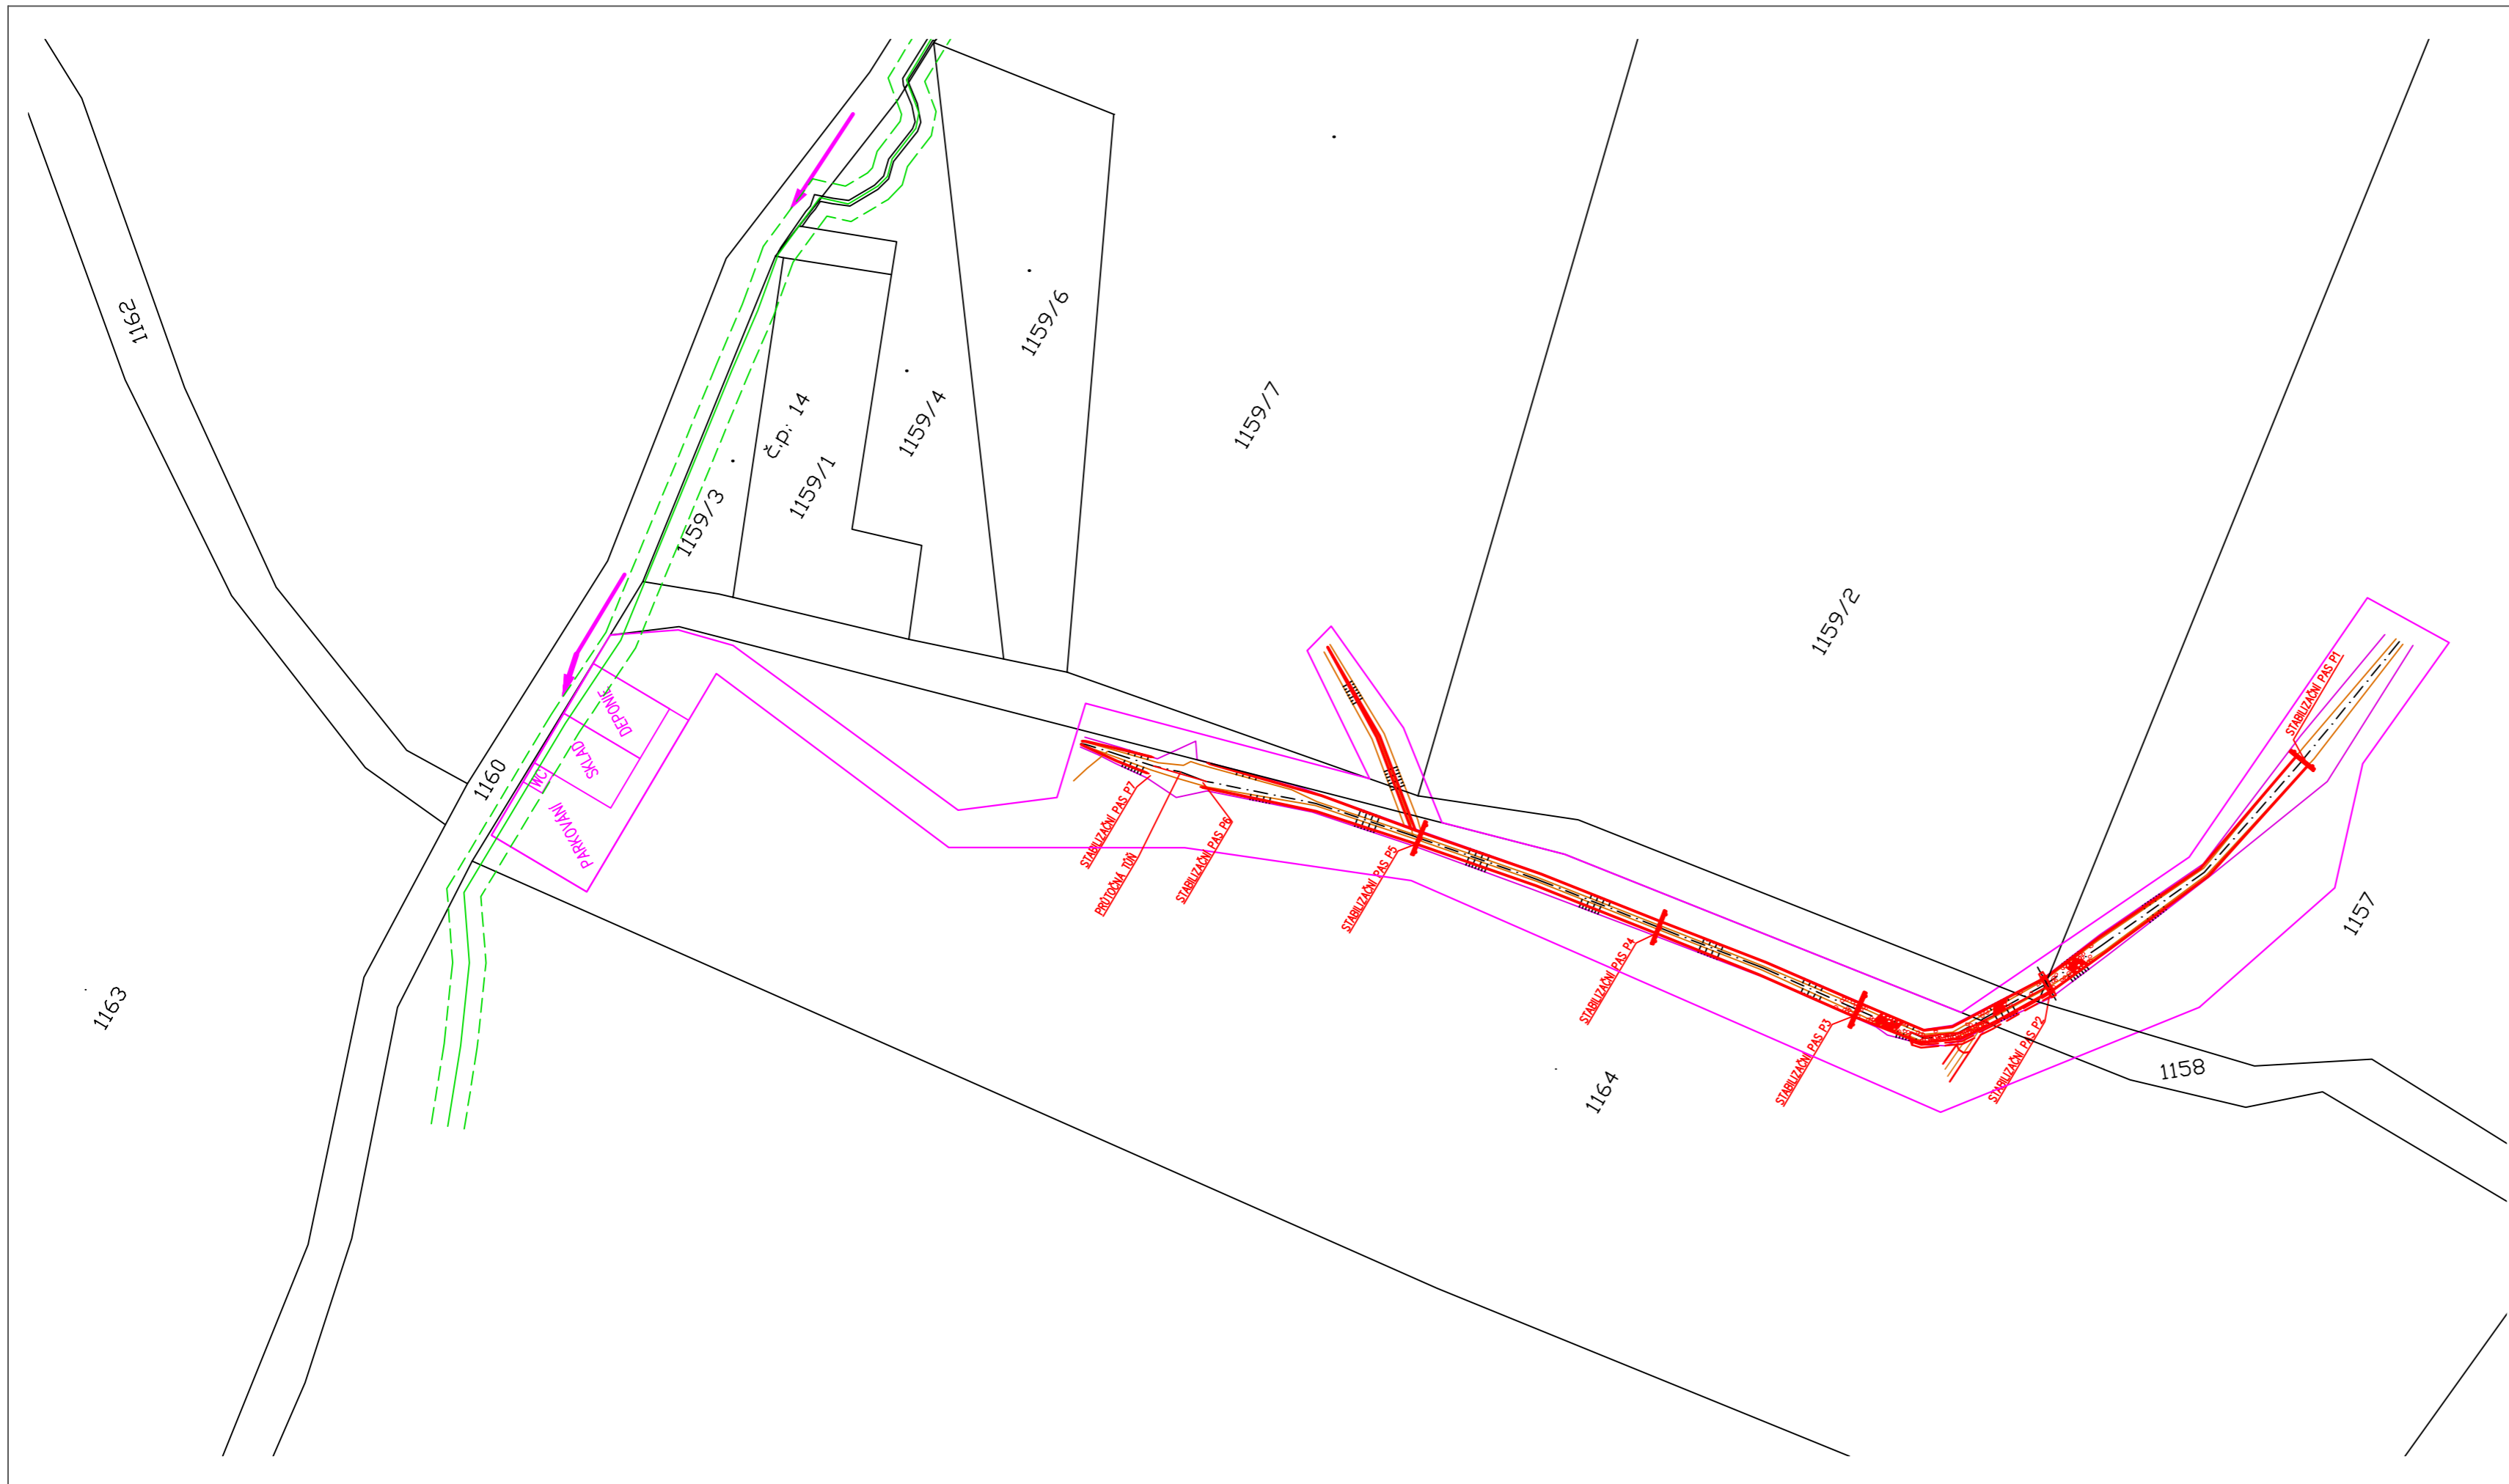 1162
1159/6
1159/7
č.p. 14
1159/4
1159/1
1159/3
1159/2
STABILIZAČNÍ PAS P1
DEPONIE
SKLAD
WC
PARKOVÁNÍ
1160
STABILIZAČNÍ PAS P7
PRŮTOČNÁ TŮŇ
STABILIZAČNÍ PAS P6
STABILIZAČNÍ PAS P5
STABILIZAČNÍ PAS P4
STABILIZAČNÍ PAS P3
STABILIZAČNÍ PAS P2
1157
1163
1164
1158